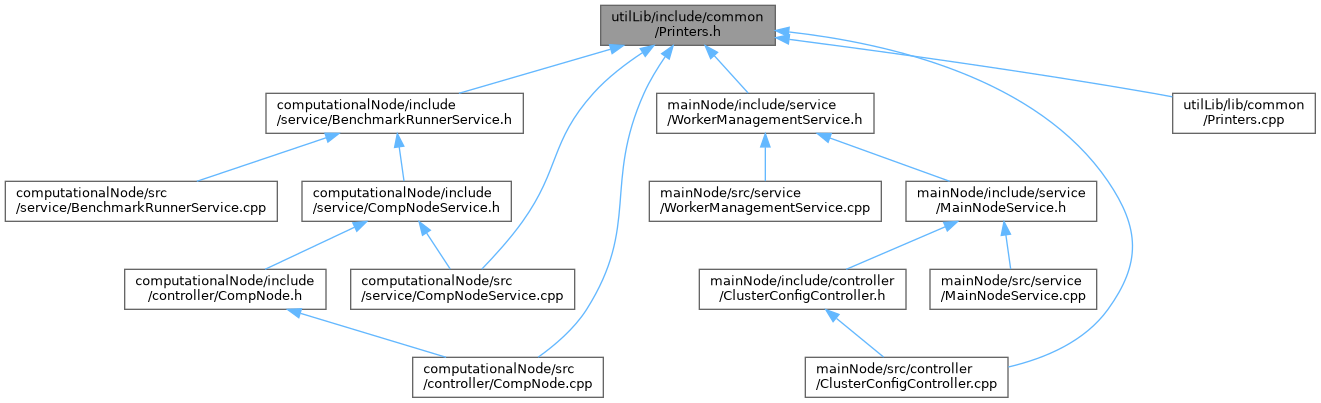 utilLib/include/common
/Printers.h
computationalNode/include
/service/BenchmarkRunnerService.h
mainNode/include/service
/WorkerManagementService.h
utilLib/lib/common
/Printers.cpp
computationalNode/src
/service/BenchmarkRunnerService.cpp
computationalNode/include
/service/CompNodeService.h
mainNode/src/service
/WorkerManagementService.cpp
mainNode/include/service
/MainNodeService.h
computationalNode/include
/controller/CompNode.h
computationalNode/src
/service/CompNodeService.cpp
mainNode/include/controller
/ClusterConfigController.h
mainNode/src/service
/MainNodeService.cpp
computationalNode/src
/controller/CompNode.cpp
mainNode/src/controller
/ClusterConfigController.cpp